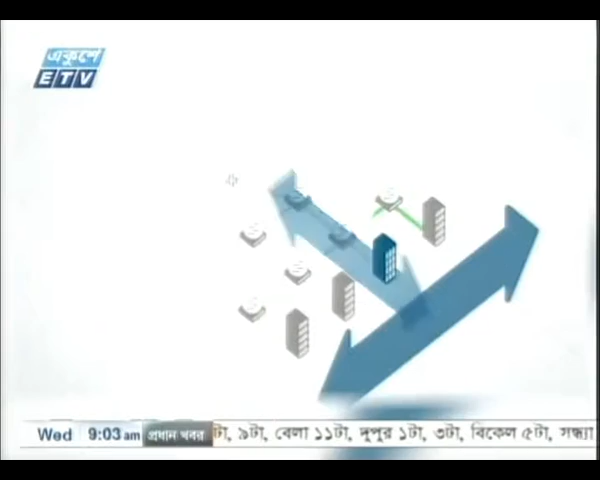 একুশে
ETV
Wed 9:03 am প্রধান খবর টা, ৯টা, বেলা ১১টা, দুপুর ১টা, ৩টা, বিকেল ৫টা, সন্ধ্যা